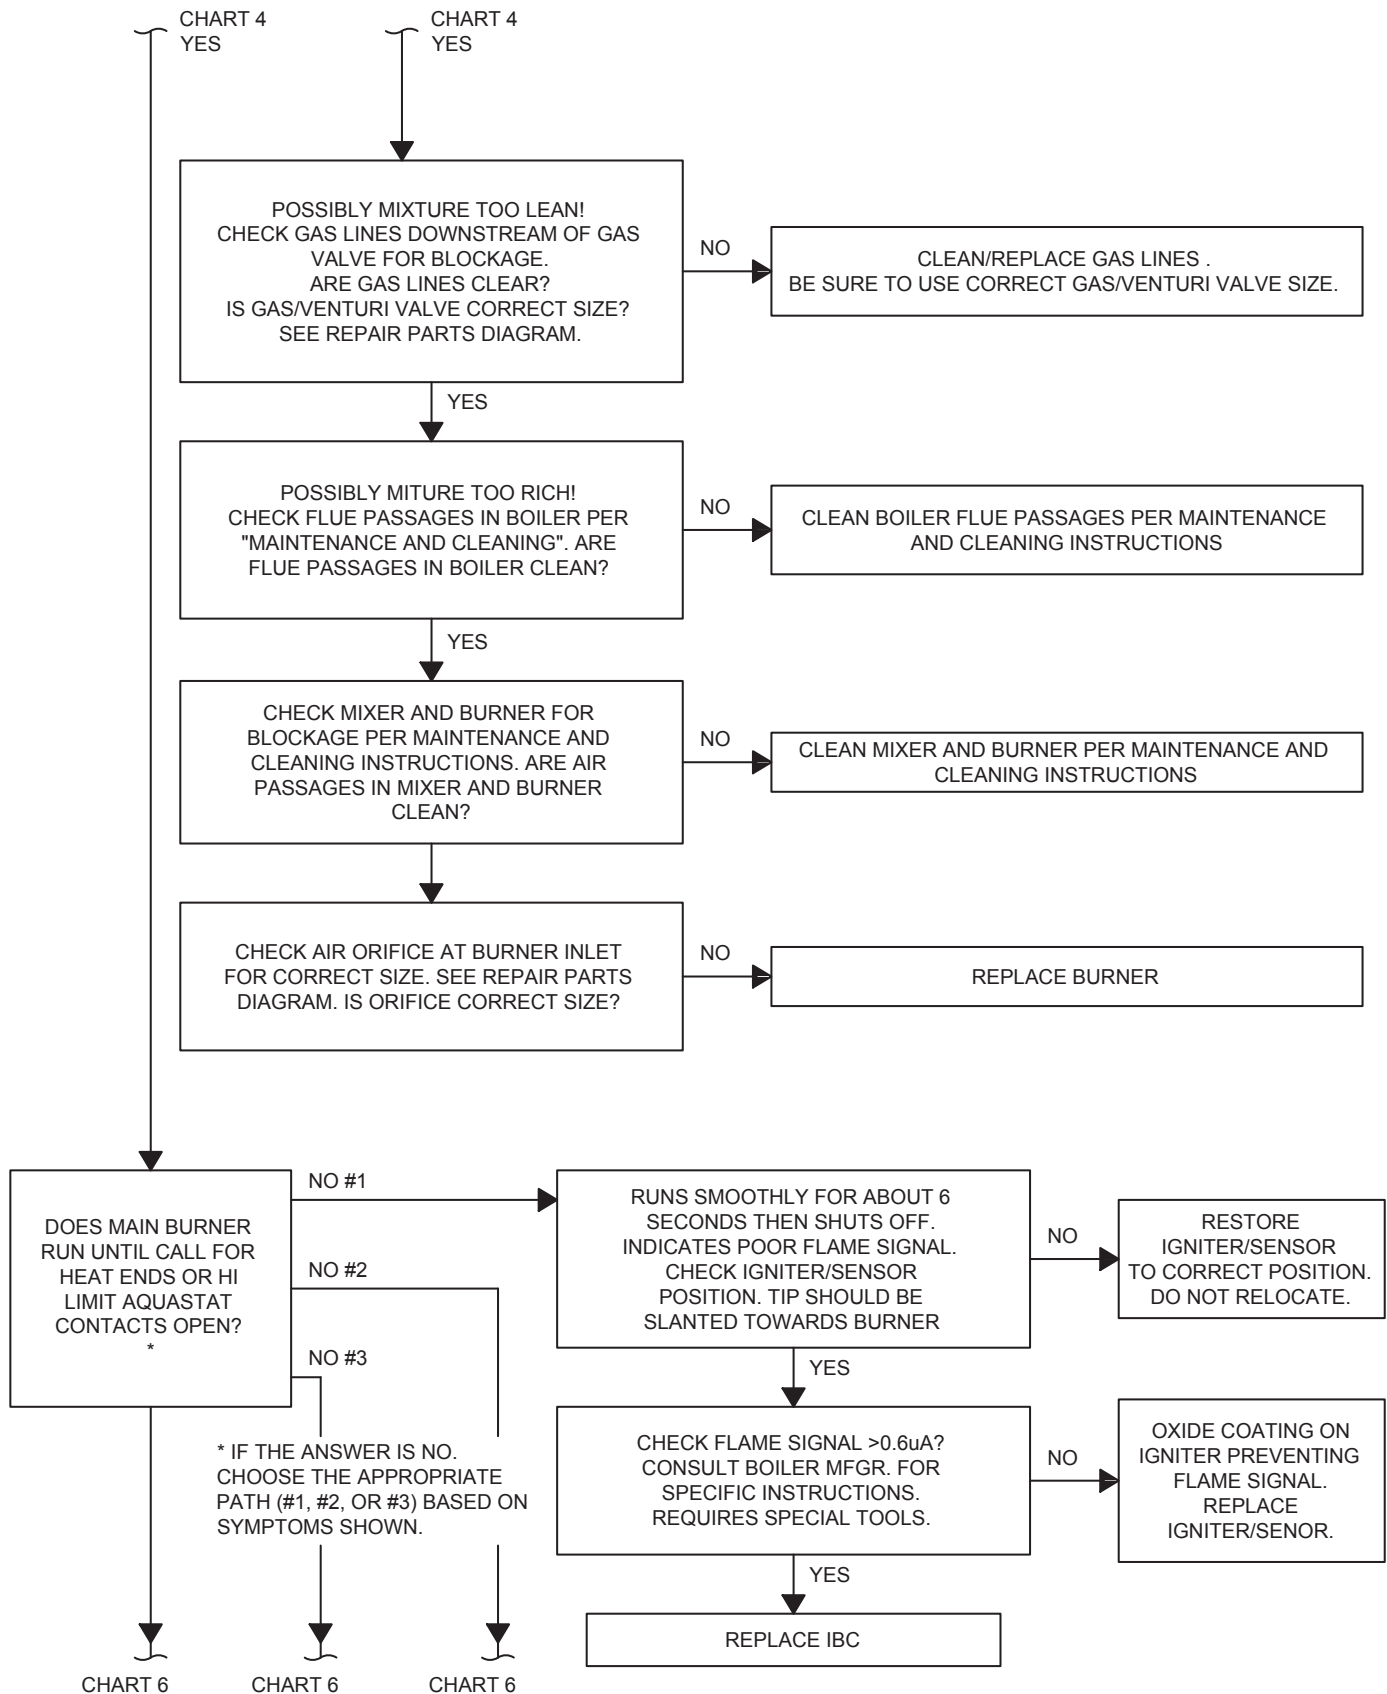 CHART 4
YES
CHART 4
YES
POSSIBLY MIXTURE TOO LEAN!
CHECK GAS LINES DOWNSTREAM OF GAS
VALVE FOR BLOCKAGE.
ARE GAS LINES CLEAR?
IS GAS/VENTURI VALVE CORRECT SIZE?
SEE REPAIR PARTS DIAGRAM.
NO
CLEAN/REPLACE GAS LINES .
BE SURE TO USE CORRECT GAS/VENTURI VALVE SIZE.
YES
POSSIBLY MITURE TOO RICH!
CHECK FLUE PASSAGES IN BOILER PER
"MAINTENANCE AND CLEANING". ARE
FLUE PASSAGES IN BOILER CLEAN?
NO
CLEAN BOILER FLUE PASSAGES PER MAINTENANCE
AND CLEANING INSTRUCTIONS
YES
CHECK MIXER AND BURNER FOR
BLOCKAGE PER MAINTENANCE AND
CLEANING INSTRUCTIONS. ARE AIR
PASSAGES IN MIXER AND BURNER
CLEAN?
NO
CLEAN MIXER AND BURNER PER MAINTENANCE AND
CLEANING INSTRUCTIONS
CHECK AIR ORIFICE AT BURNER INLET
FOR CORRECT SIZE. SEE REPAIR PARTS
DIAGRAM. IS ORIFICE CORRECT SIZE?
NO
REPLACE BURNER
DOES MAIN BURNER
RUN UNTIL CALL FOR
HEAT ENDS OR HI
LIMIT AQUASTAT
CONTACTS OPEN?
*
NO #1
NO #2
NO #3
RUNS SMOOTHLY FOR ABOUT 6
SECONDS THEN SHUTS OFF.
INDICATES POOR FLAME SIGNAL.
CHECK IGNITER/SENSOR
POSITION. TIP SHOULD BE
SLANTED TOWARDS BURNER
NO
RESTORE
IGNITER/SENSOR
TO CORRECT POSITION.
DO NOT RELOCATE.
YES
* IF THE ANSWER IS NO.
CHOOSE THE APPROPRIATE
PATH (#1, #2, OR #3) BASED ON
SYMPTOMS SHOWN.
CHECK FLAME SIGNAL >0.6uA?
CONSULT BOILER MFGR. FOR
SPECIFIC INSTRUCTIONS.
REQUIRES SPECIAL TOOLS.
NO
OXIDE COATING ON
IGNITER PREVENTING
FLAME SIGNAL.
REPLACE
IGNITER/SENOR.
YES
REPLACE IBC
CHART 6
CHART 6
CHART 6